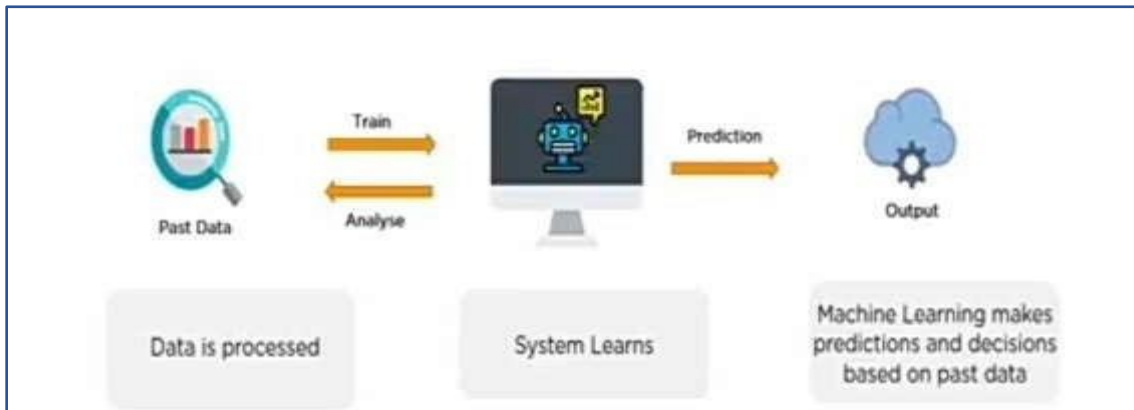 Train
Prediction
Past Data
Analyse
Output
Data is processed
System Learns
Machine Learning makes
predictions and decisions
based on past data